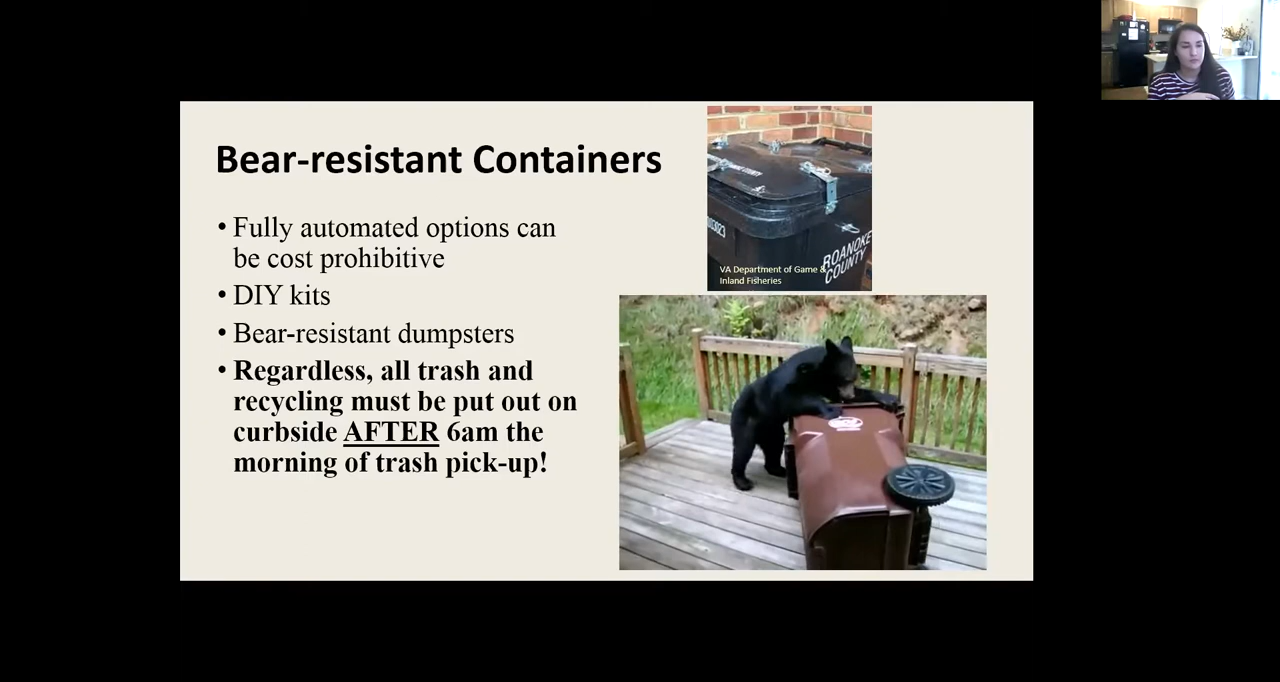 Bear-resistant Containers
• Fully automated options can
be cost prohibitive
• DIY kits
• Bear-resistant dumpsters
• Regardless, all trash and
recycling must be put out on
curbside AFTER 6am the
morning of trash pick-up!
ROANOKE
COUNTY
VA Department of Game &
Inland Fisheries